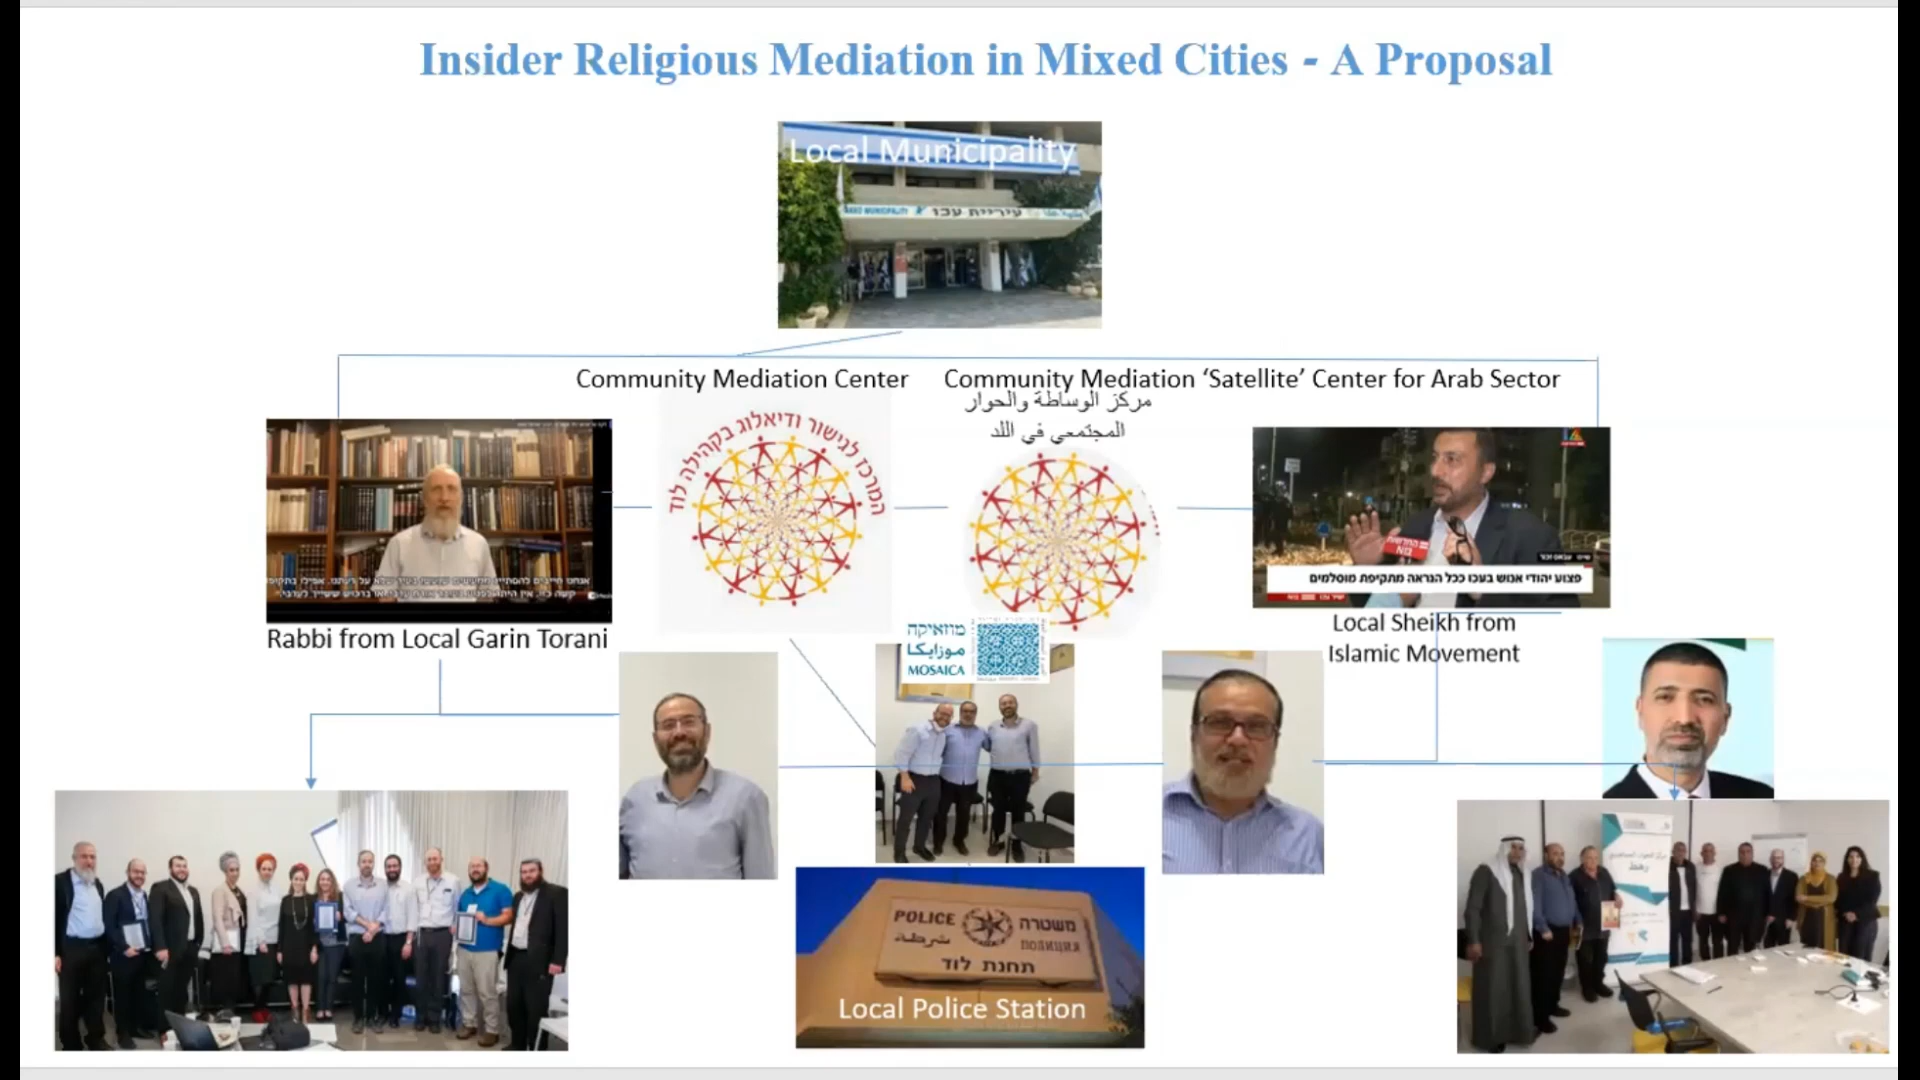 Insider Religious Mediation in Mixed Cities - A Proposal
Local Municipality
עיריית עכו
Community Mediation Center
Community Mediation ‘Satellite’ Center for Arab Sector
مركز الوساطة والحوار
المجتمعي في اللد
המרכז לגישור ודיאלוג בקהילה לוד
החדשות
פצוע יהודי אנוש בעכו ככל הנראה מתקיפת מוסלמים
Rabbi from Local Garin Torani
Local Sheikh from
Islamic Movement
מוזאיקה
موزايكا
MOSAICA
POLICE
משטרה
شرطة
ПОЛИЦИЯ
תחנת לוד
Local Police Station